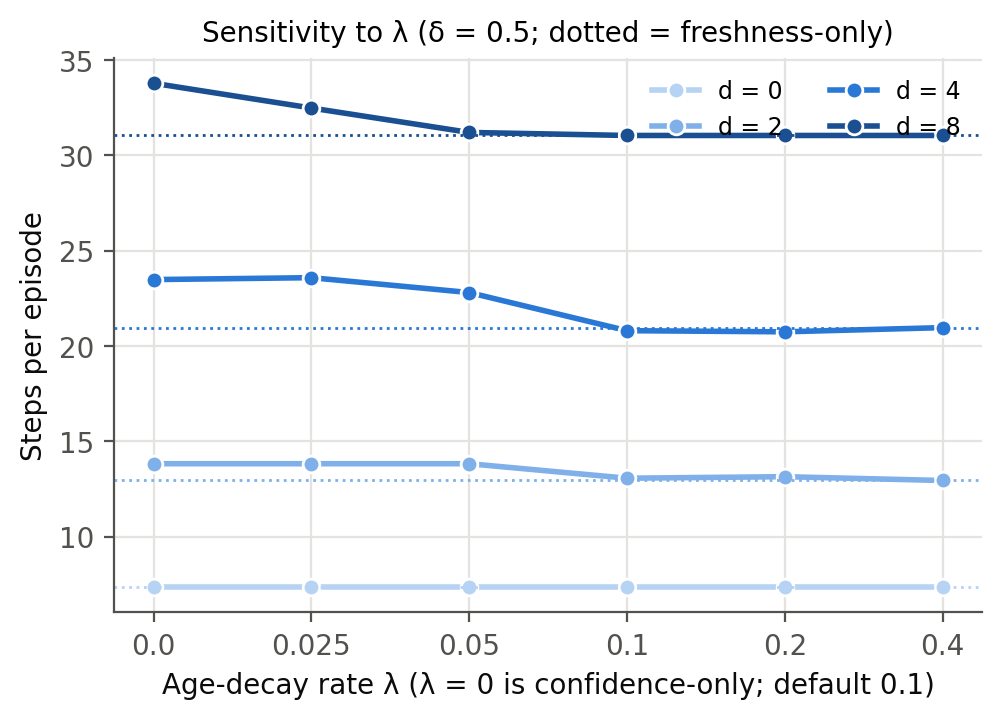 Sensitivity to λ (δ = 0.5; dotted = freshness-only)
d = 0
d = 2
d = 4
d = 8
Steps per episode
35
30
25
20
15
10
0.0
0.025
0.05
0.1
0.2
0.4
Age-decay rate λ (λ = 0 is confidence-only; default 0.1)